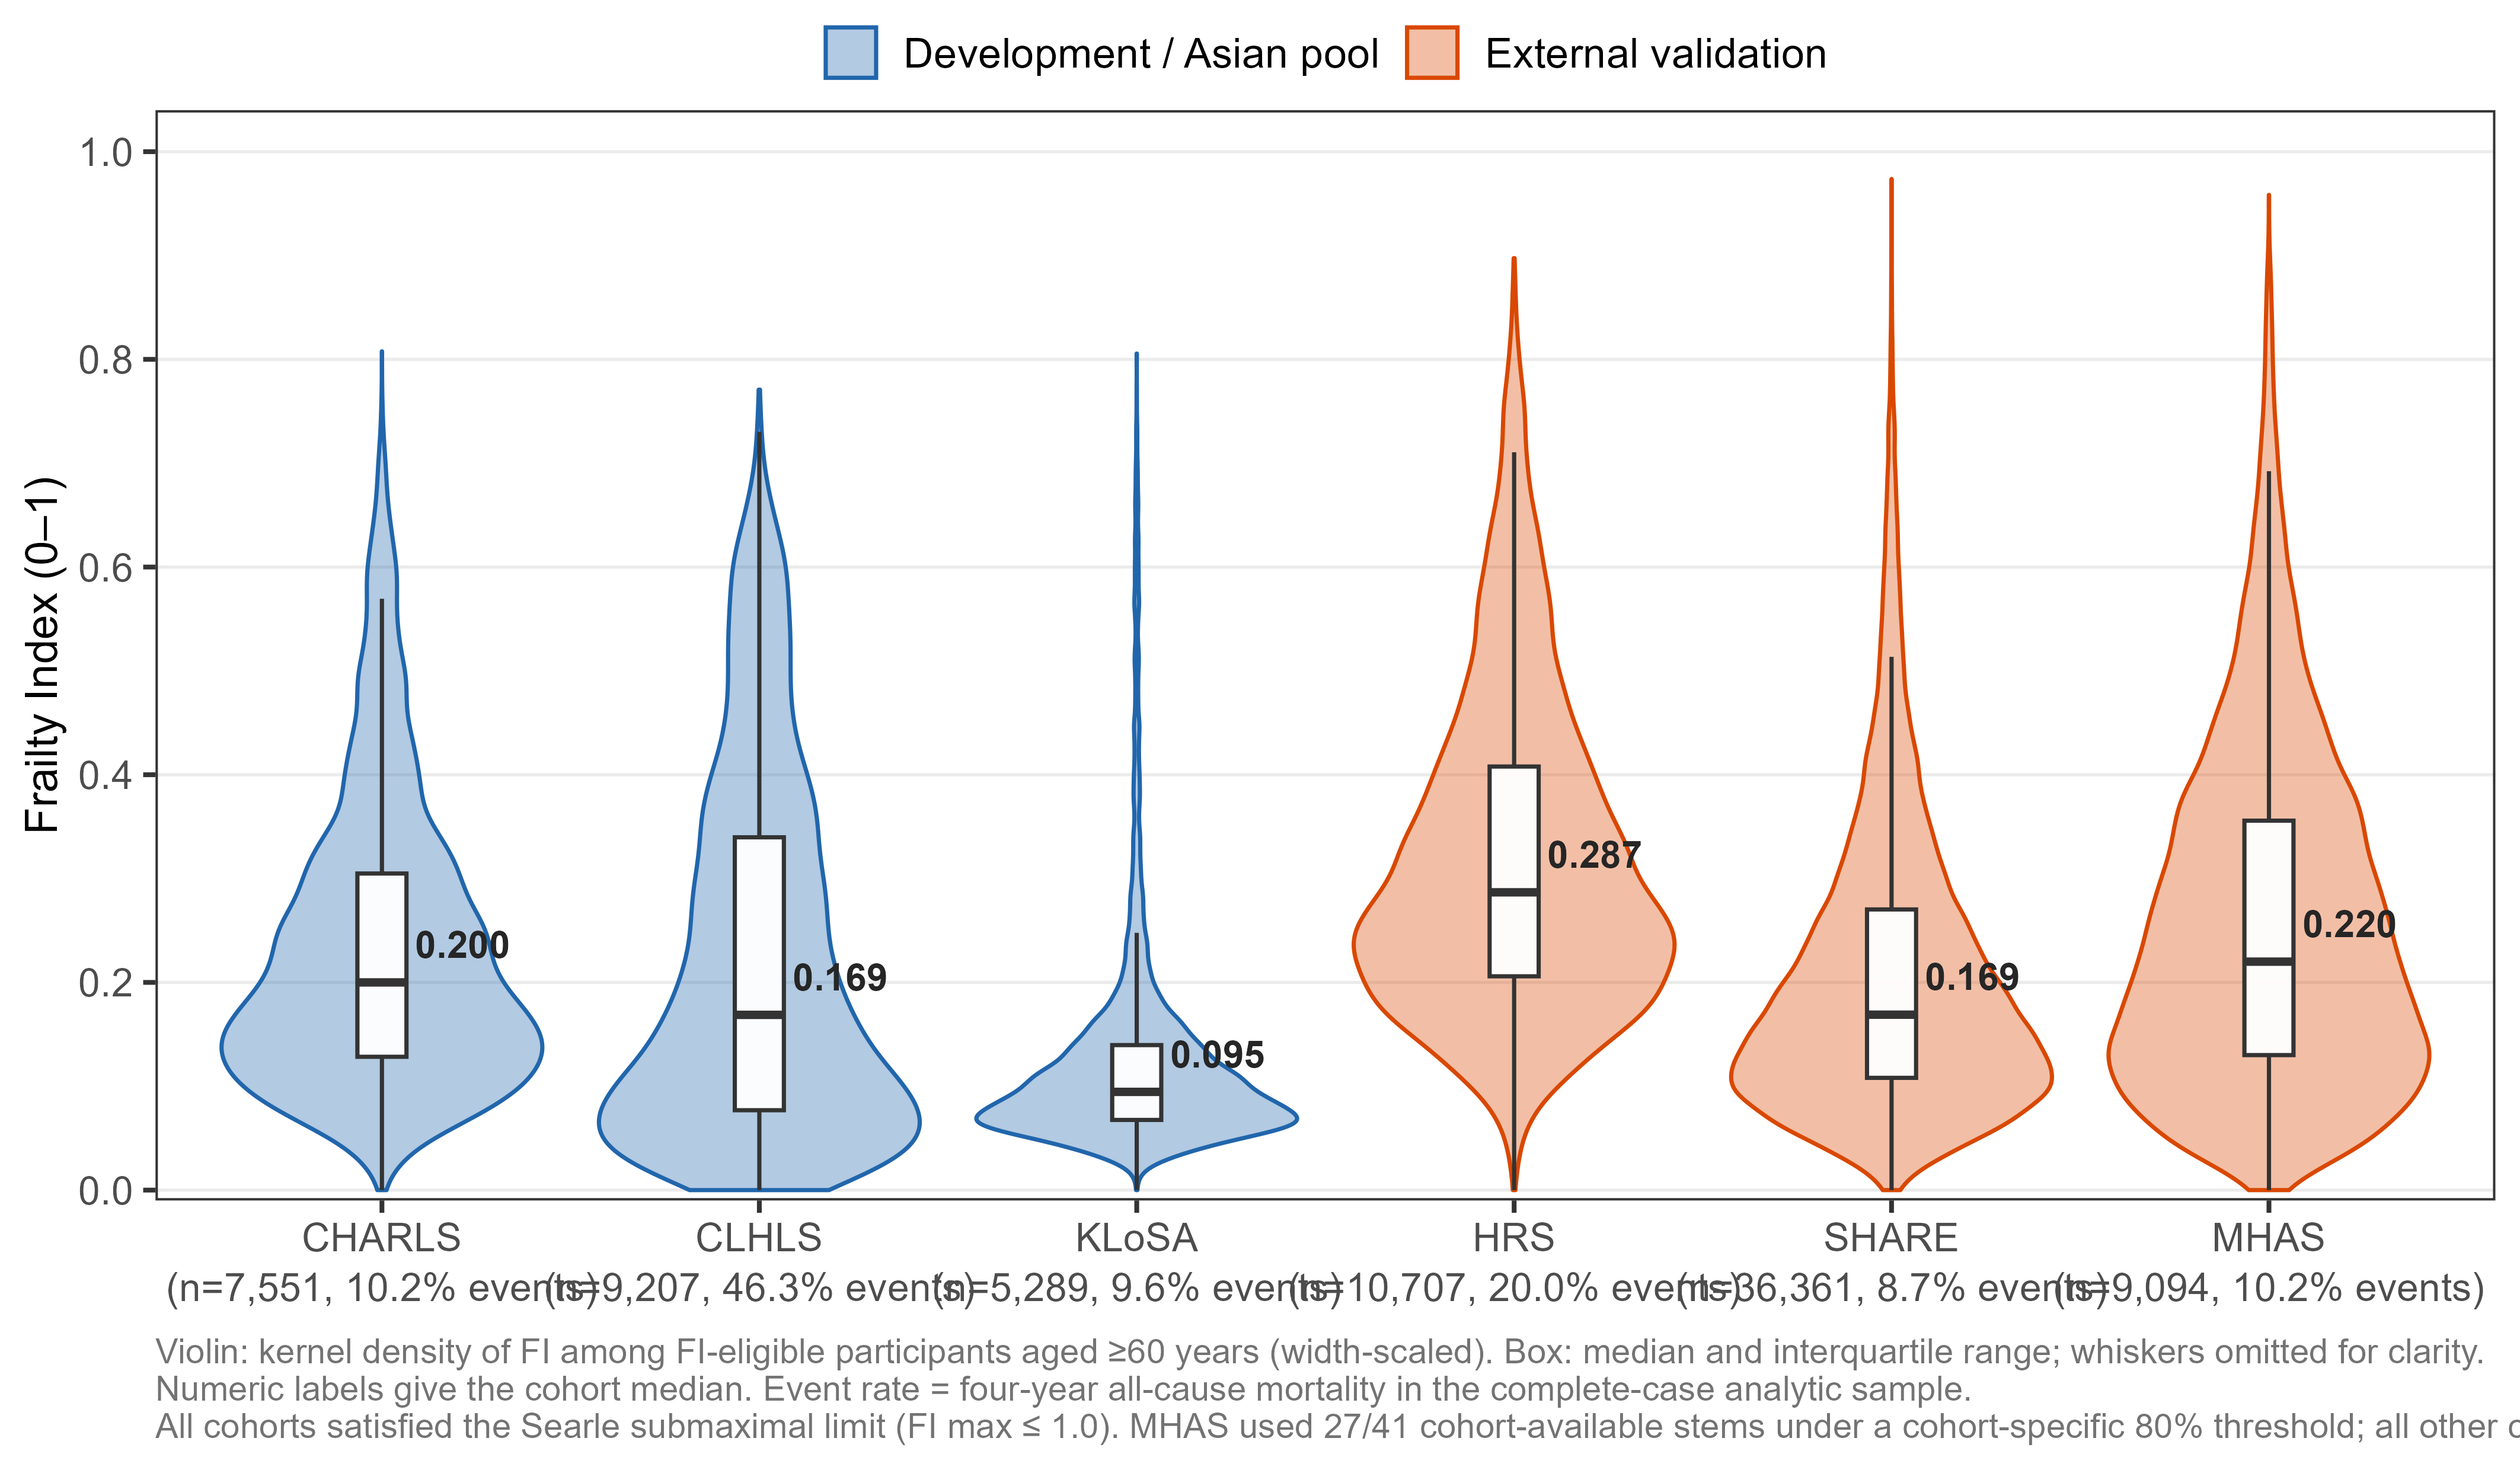 Development / Asian pool
External validation
Frailty Index (0–1)
1.0
0.8
0.6
0.4
0.2
0.0
0.200
0.169
0.095
0.287
0.169
0.220
CHARLS
(n=7,551, 10.2% events)
CLHLS
(n=9,207, 46.3% events)
KLoSA
(n=5,289, 9.6% events)
HRS
(n=10,707, 20.0% events)
SHARE
(n=36,361, 8.7% events)
MHAS
(n=9,094, 10.2% events)
Violin: kernel density of FI among FI-eligible participants aged ≥60 years (width-scaled). Box: median and interquartile range; whiskers omitted for clarity.
Numeric labels give the cohort median. Event rate = four-year all-cause mortality in the complete-case analytic sample.
All cohorts satisfied the Searle submaximal limit (FI max ≤ 1.0). MHAS used 27/41 cohort-available stems under a cohort-specific 80% threshold; all other